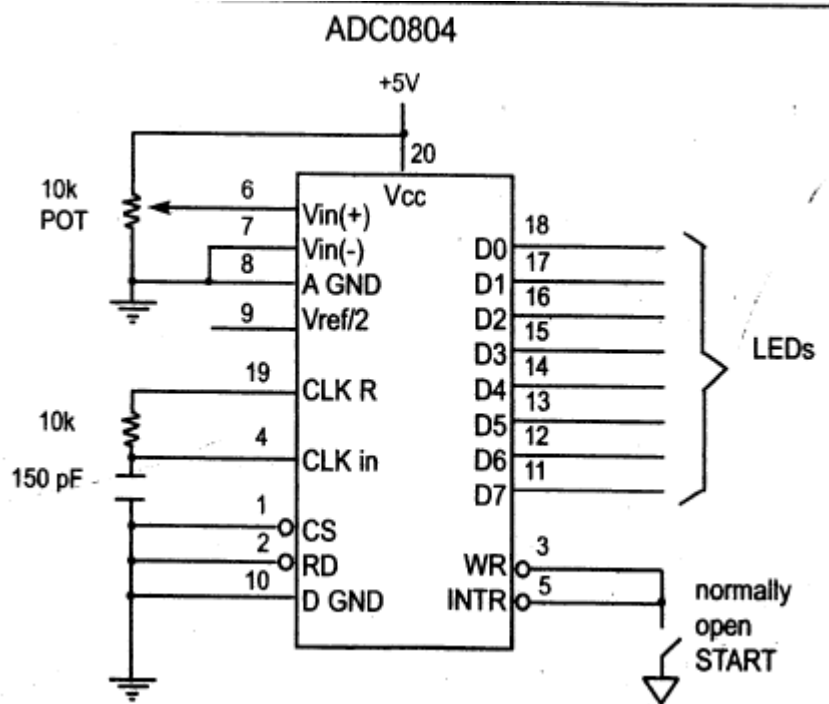 ADC0804
+5V
20
Vcc
10k
POT
6
Vin(+)
7
Vin(-)
8
A GND
9
Vref/2
19
CLK R
10k
4
CLK in
150 pF
1
CS
2
RD
10
D GND
18
D0
17
D1
16
D2
15
D3
14
D4
13
D5
12
D6
11
D7
LEDs
3
WR
5
INTR
normally
open
START